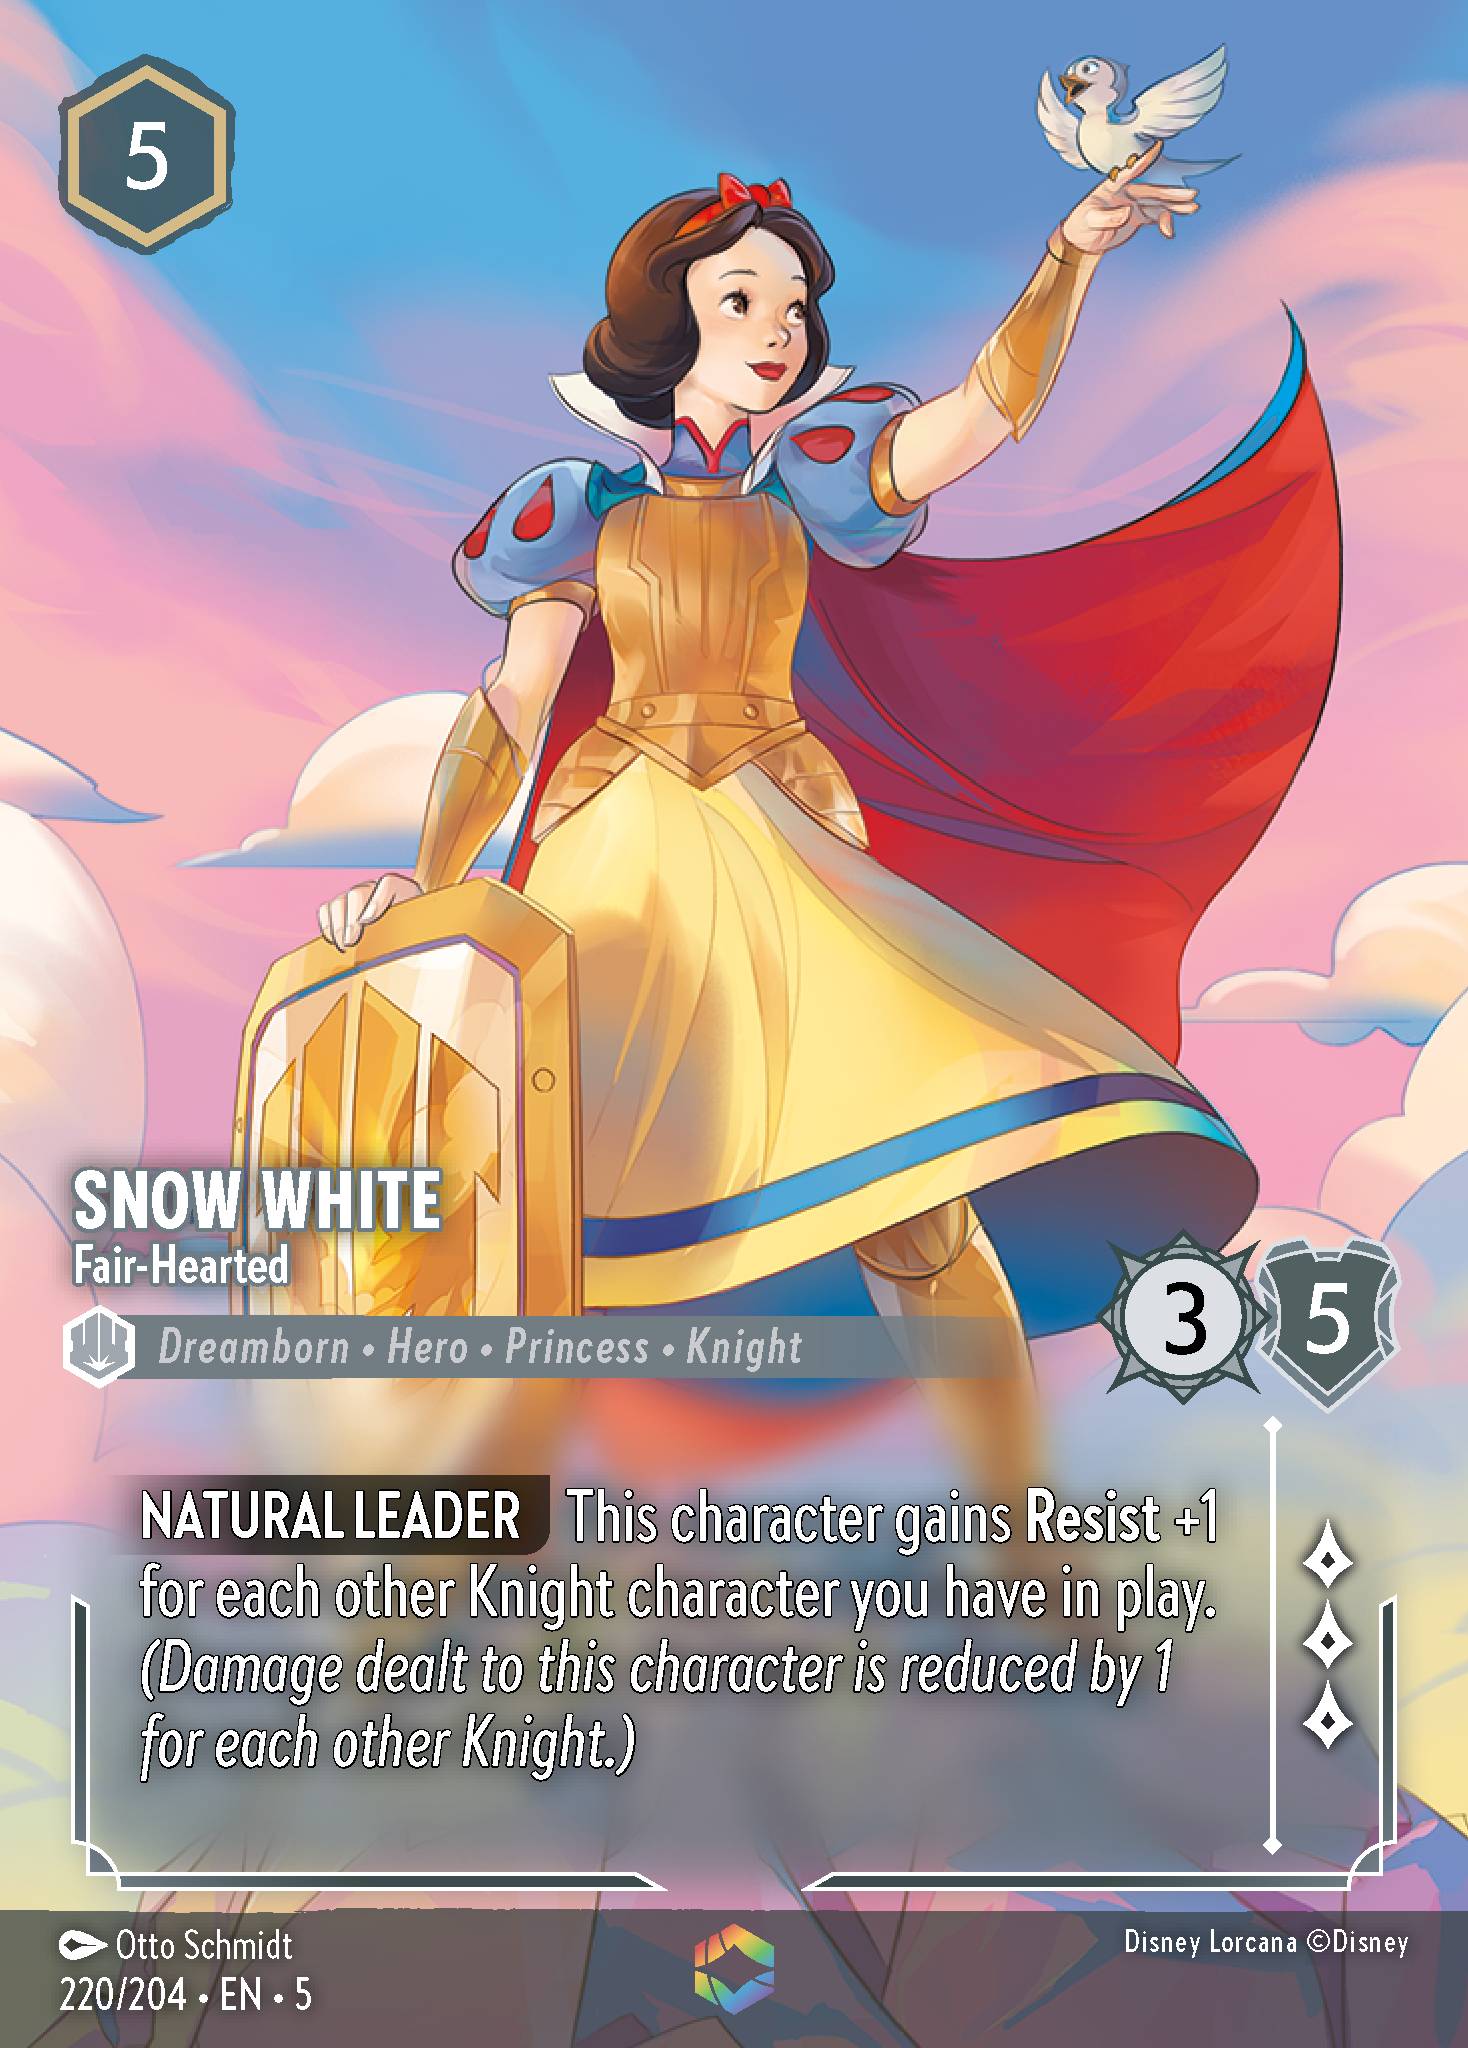 5
SNOW WHITE
Fair-Hearted
Dreamborn • Hero • Princess • Knight
3
5
NATURAL LEADER This character gains Resist +1
for each other Knight character you have in play.
(Damage dealt to this character is reduced by 1
for each other Knight.)
Otto Schmidt
Disney Lorcana ©Disney
220/204 • EN • 5